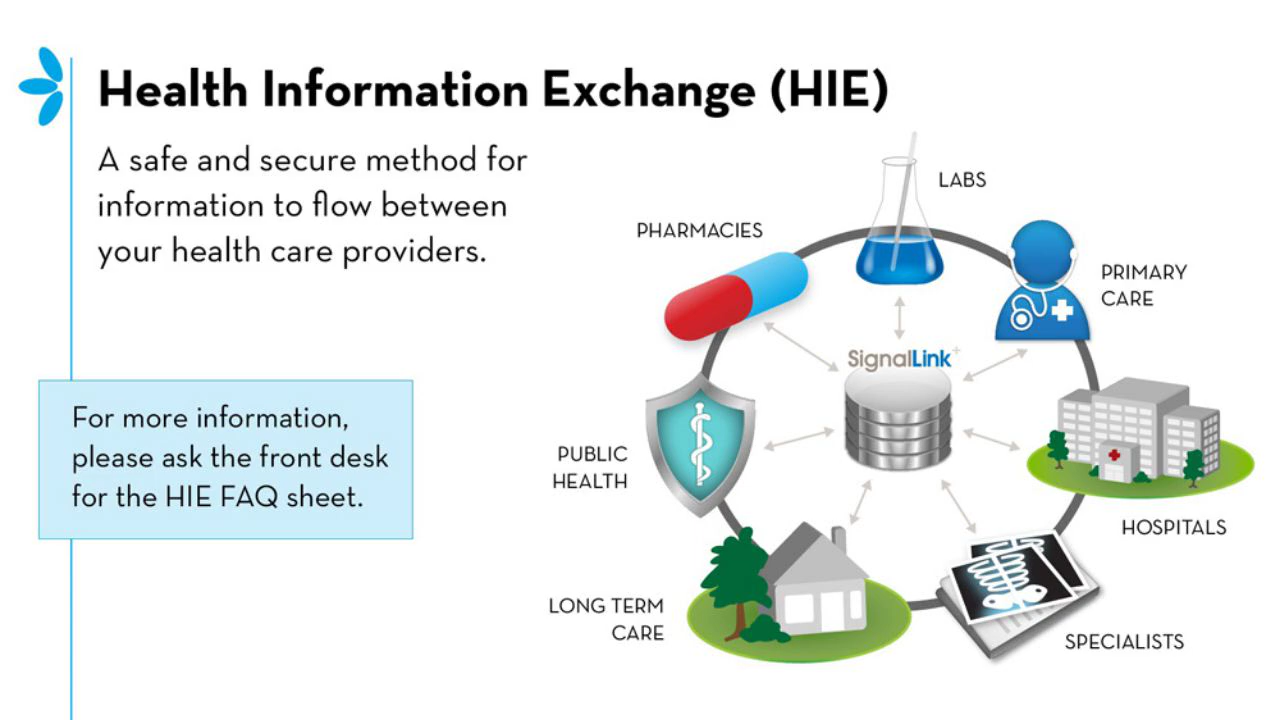 Health Information Exchange (HIE)
A safe and secure method for
information to flow between
your health care providers.
For more information,
please ask the front desk
for the HIE FAQ sheet.
LABS
PHARMACIES
PRIMARY
CARE
SignalLink+
PUBLIC
HEALTH
HOSPITALS
LONG TERM
CARE
SPECIALISTS